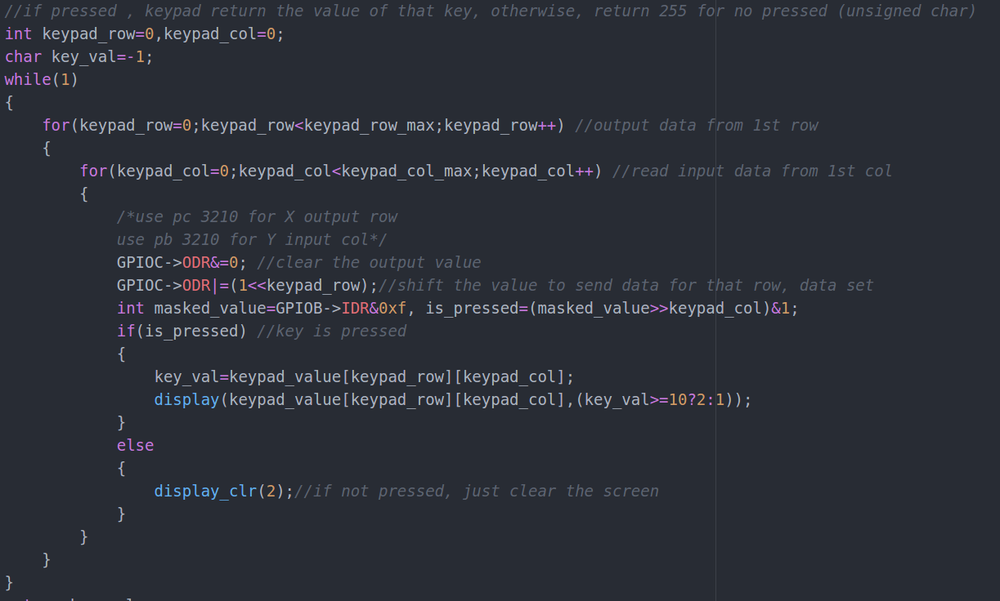 //if pressed , keypad return the value of that key, otherwise, return 255 for no pressed (unsigned char)
int keypad_row=0,keypad_col=0;
char key_val=-1;
while(1)
{
    for(keypad_row=0;keypad_row<keypad_row_max;keypad_row++) //output data from 1st row
    {
        for(keypad_col=0;keypad_col<keypad_col_max;keypad_col++) //read input data from 1st col
        {
            /*use pc 3210 for X output row
            use pb 3210 for Y input col*/
            GPIOC->ODR&=0; //clear the output value
            GPIOC->ODR|=(1<<keypad_row);//shift the value to send data for that row, data set
            int masked_value=GPIOB->IDR&0xf, is_pressed=(masked_value>>keypad_col)&1;
            if(is_pressed) //key is pressed
            {
                key_val=keypad_value[keypad_row][keypad_col];
                display(keypad_value[keypad_row][keypad_col],(key_val>=10?2:1));
            }
            else
            {
                display_clr(2);//if not pressed, just clear the screen
            }
        }
    }
}